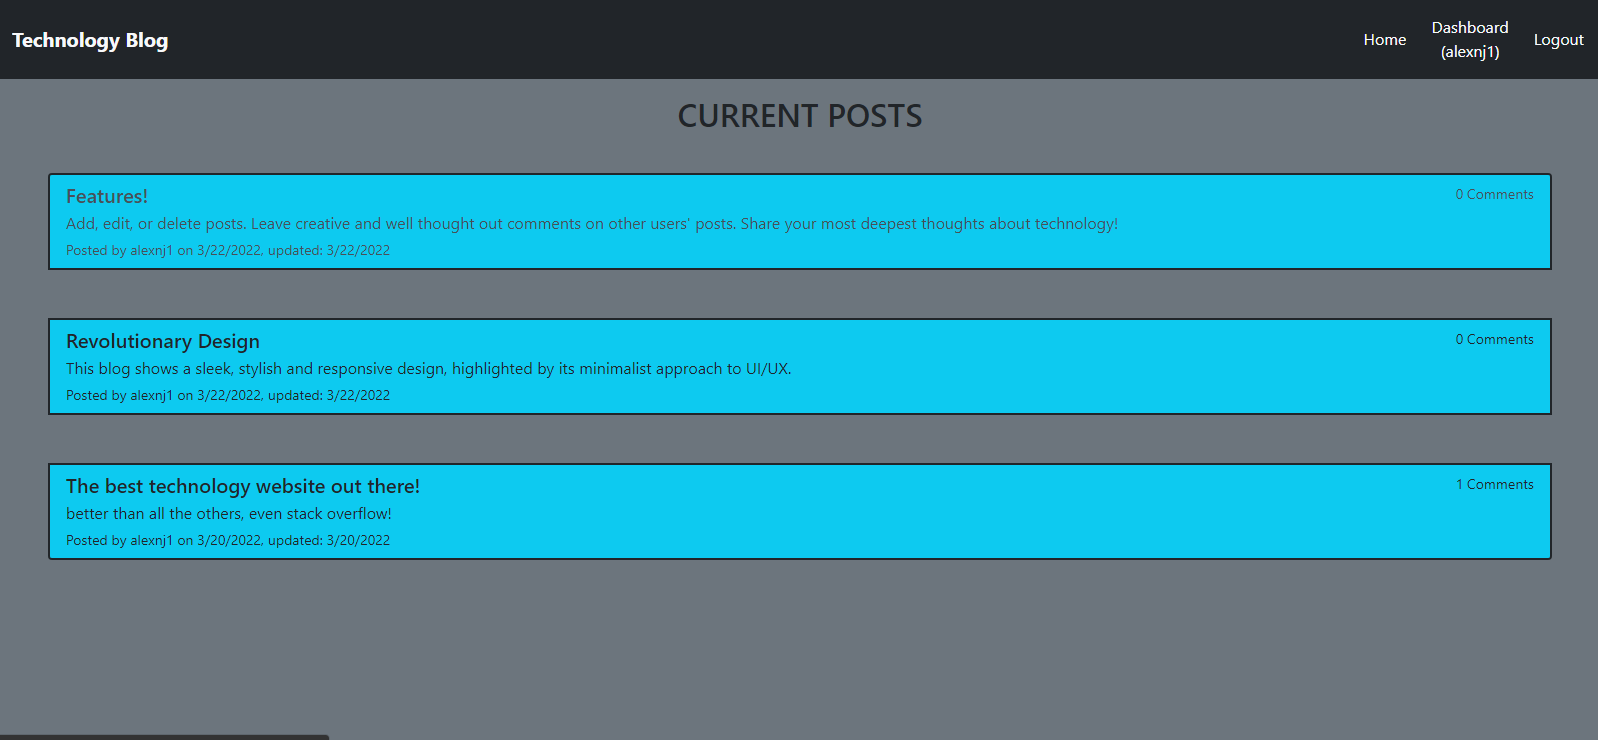 Technology Blog
Home
Dashboard
(alexnj1)
Logout
CURRENT POSTS
Features!
0 Comments
Add, edit, or delete posts. Leave creative and well thought out comments on other users' posts. Share your most deepest thoughts about technology!
Posted by alexnj1 on 3/22/2022, updated: 3/22/2022
Revolutionary Design
0 Comments
This blog shows a sleek, stylish and responsive design, highlighted by its minimalist approach to UI/UX.
Posted by alexnj1 on 3/22/2022, updated: 3/22/2022
The best technology website out there!
1 Comments
better than all the others, even stack overflow!
Posted by alexnj1 on 3/20/2022, updated: 3/20/2022